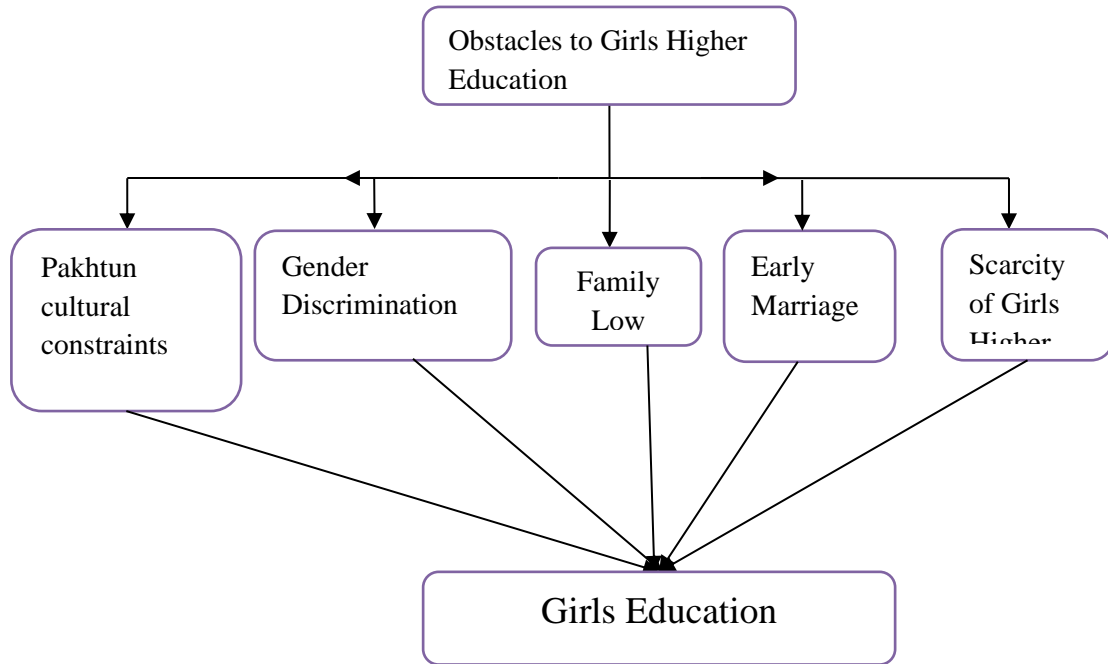 Obstacles to Girls Higher
Education
Pakhtun
cultural
constraints
Gender
Discrimination
Family
Low
Early
Marriage
Scarcity
of Girls
Higher
Girls Education